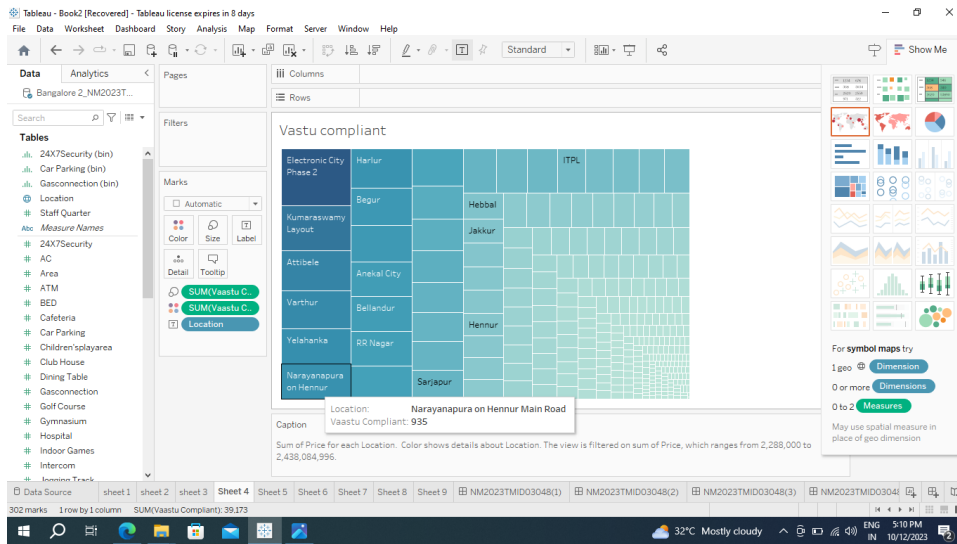 Tableau - Book2 [Recovered] - Tableau license expires in 8 days
File Data Worksheet Dashboard Story Analysis Map Format Server Window Help
Standard
Show Me
Data Analytics
Bangalore 2_NM2023T...
Search
Tables
24X7Security (bin)
Car Parking (bin)
Gasconnection (bin)
Location
# Staff Quarter
Abc Measure Names
# 24X7Security
# AC
# Area
# ATM
# BED
# Cafeteria
# Car Parking
# Children'splayarea
# Club House
# Dining Table
# Gasconnection
# Golf Course
# Gymnasium
# Hospital
# Indoor Games
# Intercom
# Jogging Track
Pages
Filters
Marks
Automatic
Color Size Label
Detail Tooltip
SUM(Vaastu C..
SUM(Vaastu C..
Location
iii Columns
Rows
Vastu compliant
Electronic City
Phase 2
Kumaraswamy
Layout
Attibele
Varthur
Yelahanka
Narayanapura
on Hennur
Harlur
Begur
Anekal City
Bellandur
RR Nagar
Sarjapur
Hebbal
Jakkur
Hennur
ITPL
Location: Narayanapura on Hennur Main Road
Vaastu Compliant: 935
Caption
Sum of Price for each Location. Color shows details about Location. The view is filtered on sum of Price, which ranges from 2,288,000 to
2,438,084,996.
For symbol maps try
1 geo Dimension
0 or more Dimensions
0 to 2 Measures
May use spatial measure in
place of geo dimension
Data Source sheet 1 sheet 2 sheet 3 Sheet 4 Sheet 5 Sheet 6 Sheet 7 Sheet 8 Sheet 9 NM2023TMID03048(1) NM2023TMID03048(2) NM2023TMID03048(3) NM2023TMID0304
302 marks 1 row by 1 column SUM(Vaastu Compliant): 39,173
32°C Mostly cloudy
ENG
IN
5:10 PM
10/12/2023
2